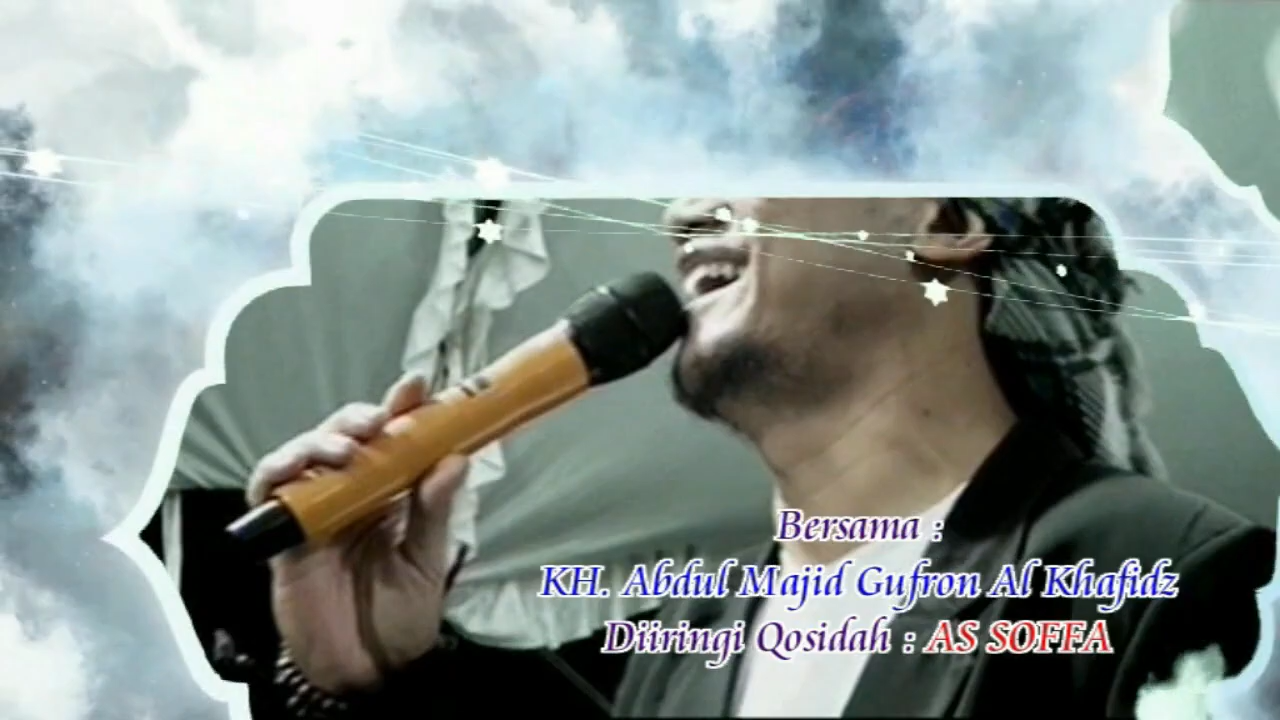 Bersama :
KH. Abdul Majid Gufron Al Khafidz
Diiringi Qosidah : AS SOFFA